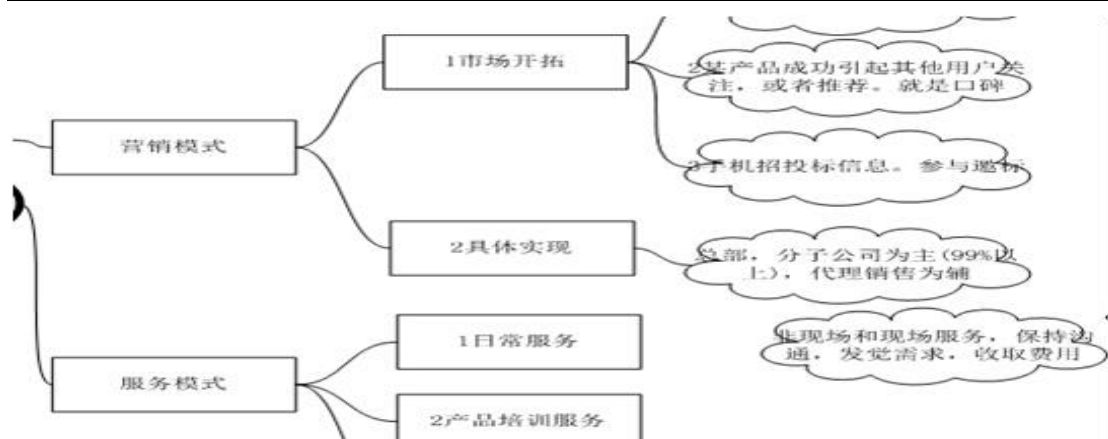 1市场开拓
2某产品成功引起其他用户关
注，或者推荐。就是口碑
营销模式
3手机招投标信息。参与邀标
2具体实现
总部，分子公司为主(99%以
上)，代理销售为辅
1日常服务
非现场和现场服务，保持沟
通，发觉需求，收取费用
服务模式
2产品培训服务